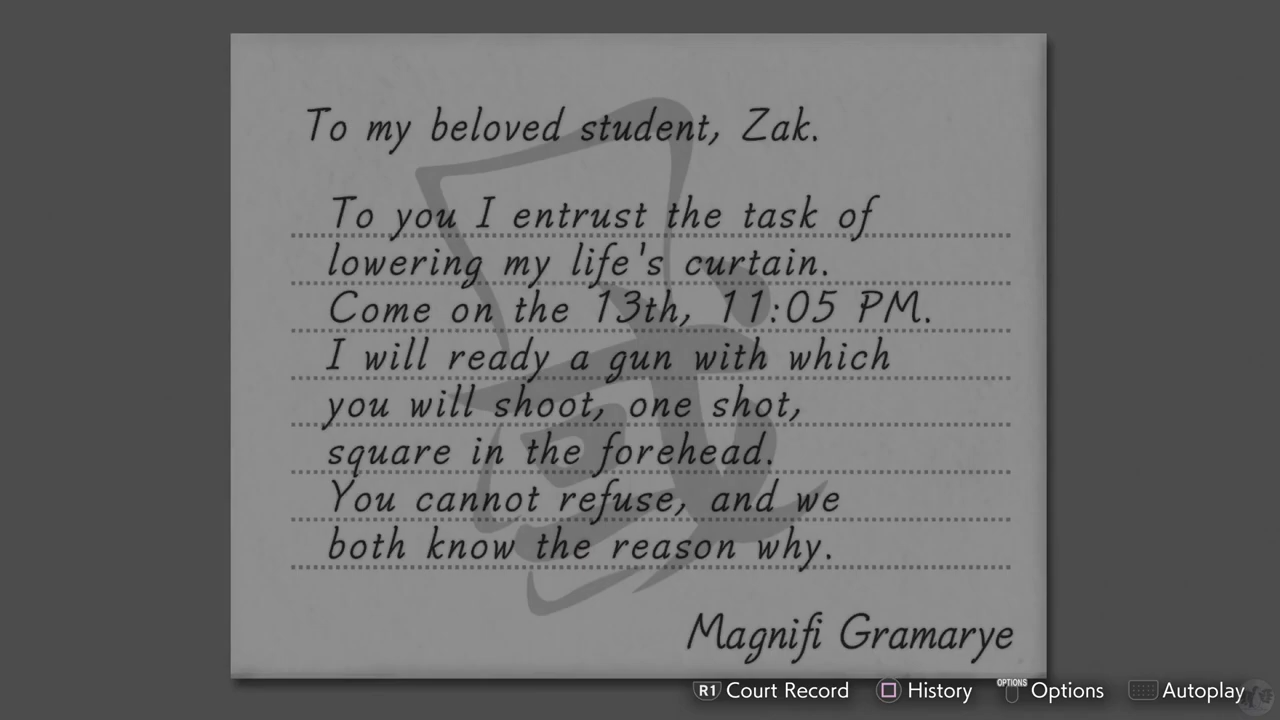 To my beloved student, Zak.
To you I entrust the task of
lowering my life's curtain.
Come on the 13th, 11:05 PM.
I will ready a gun with which
you will shoot, one shot,
square in the forehead.
You cannot refuse, and we
both know the reason why.
Magnifi Gramarye
R1 Court Record History OPTIONS Options Autoplay